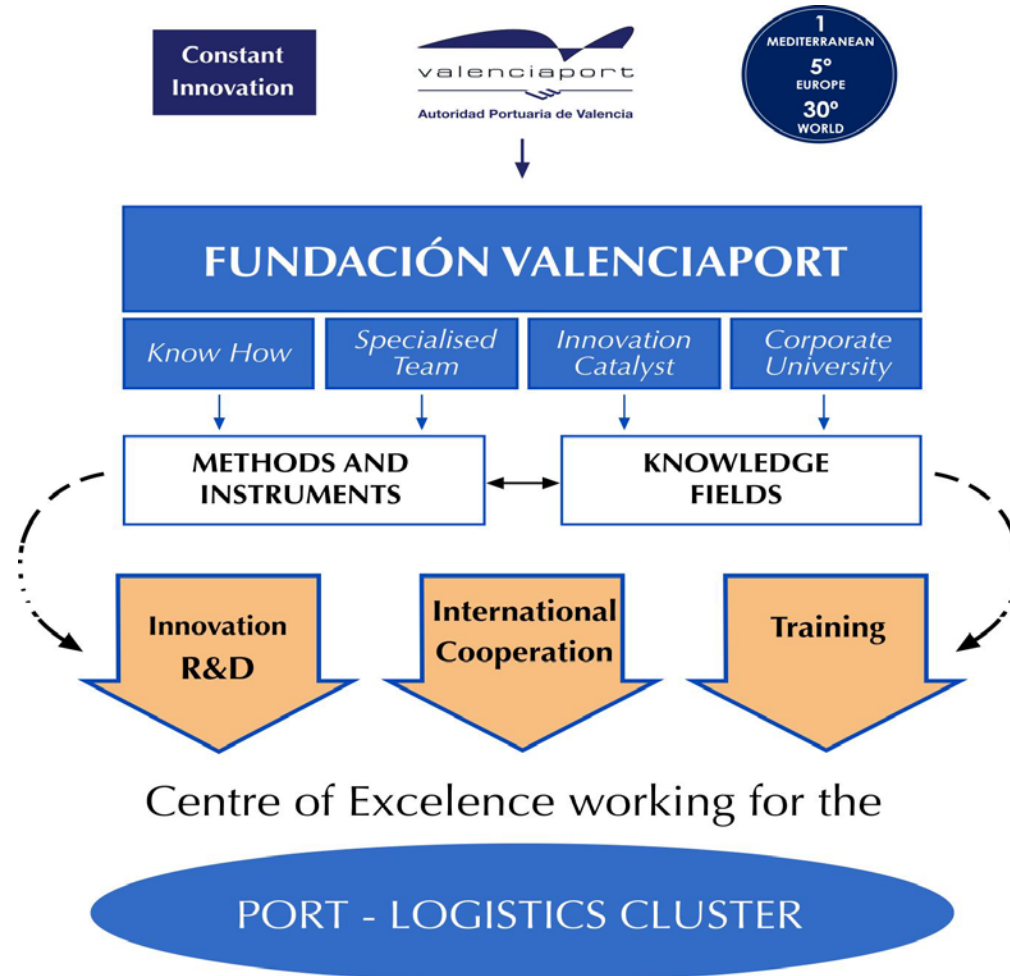 Constant
Innovation
valenciaport
Autoridad Portuaria de Valencia
1
MEDITERRANEAN
5º
EUROPE
30º
WORLD
FUNDACIÓN VALENCIAPORT
Know How
Specialised
Team
Innovation
Catalyst
Corporate
University
METHODS AND
INSTRUMENTS
KNOWLEDGE
FIELDS
Innovation
R&D
International
Cooperation
Training
Centre of Excelence working for the
PORT - LOGISTICS CLUSTER